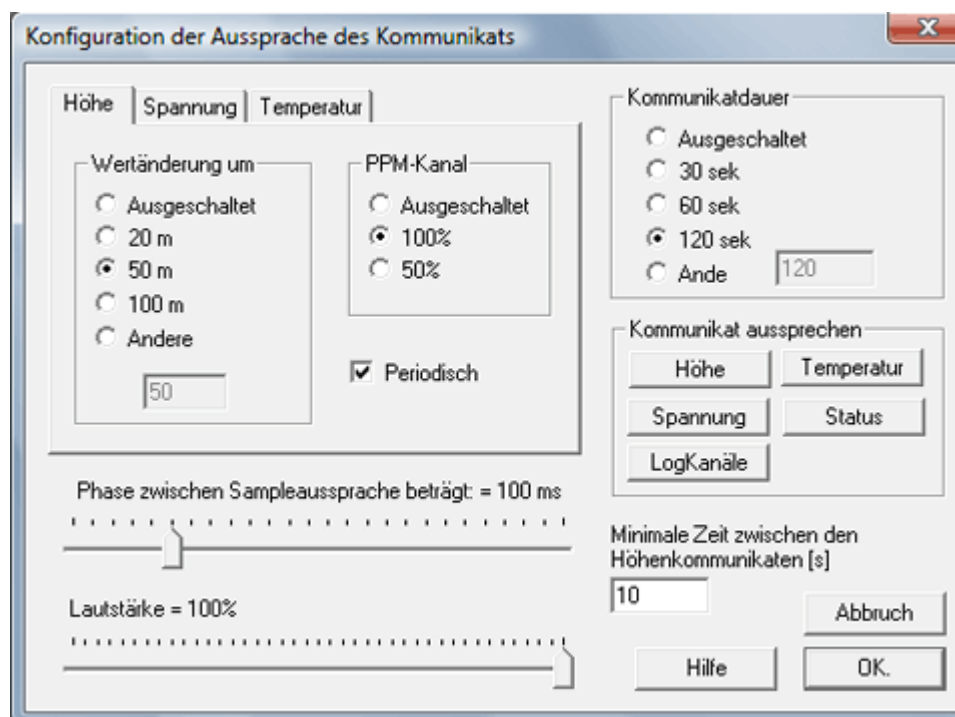 Konfiguration der Aussprache des Kommunikats
Höhe
Spannung
Temperatur
Wertänderung um
Ausgeschaltet
20 m
50 m
100 m
Andere
50
PPM-Kanal
Ausgeschaltet
100%
50%
Periodisch
Phase zwischen Sampleaussprache beträgt: = 100 ms
Lautstärke = 100%
Kommunikatdauer
Ausgeschaltet
30 sek
60 sek
120 sek
Ande
120
Kommunikat aussprechen
Höhe
Temperatur
Spannung
Status
LogKanäle
Minimale Zeit zwischen den
Höhenkommunikaten [s]
10
Abbruch
Hilfe
OK.